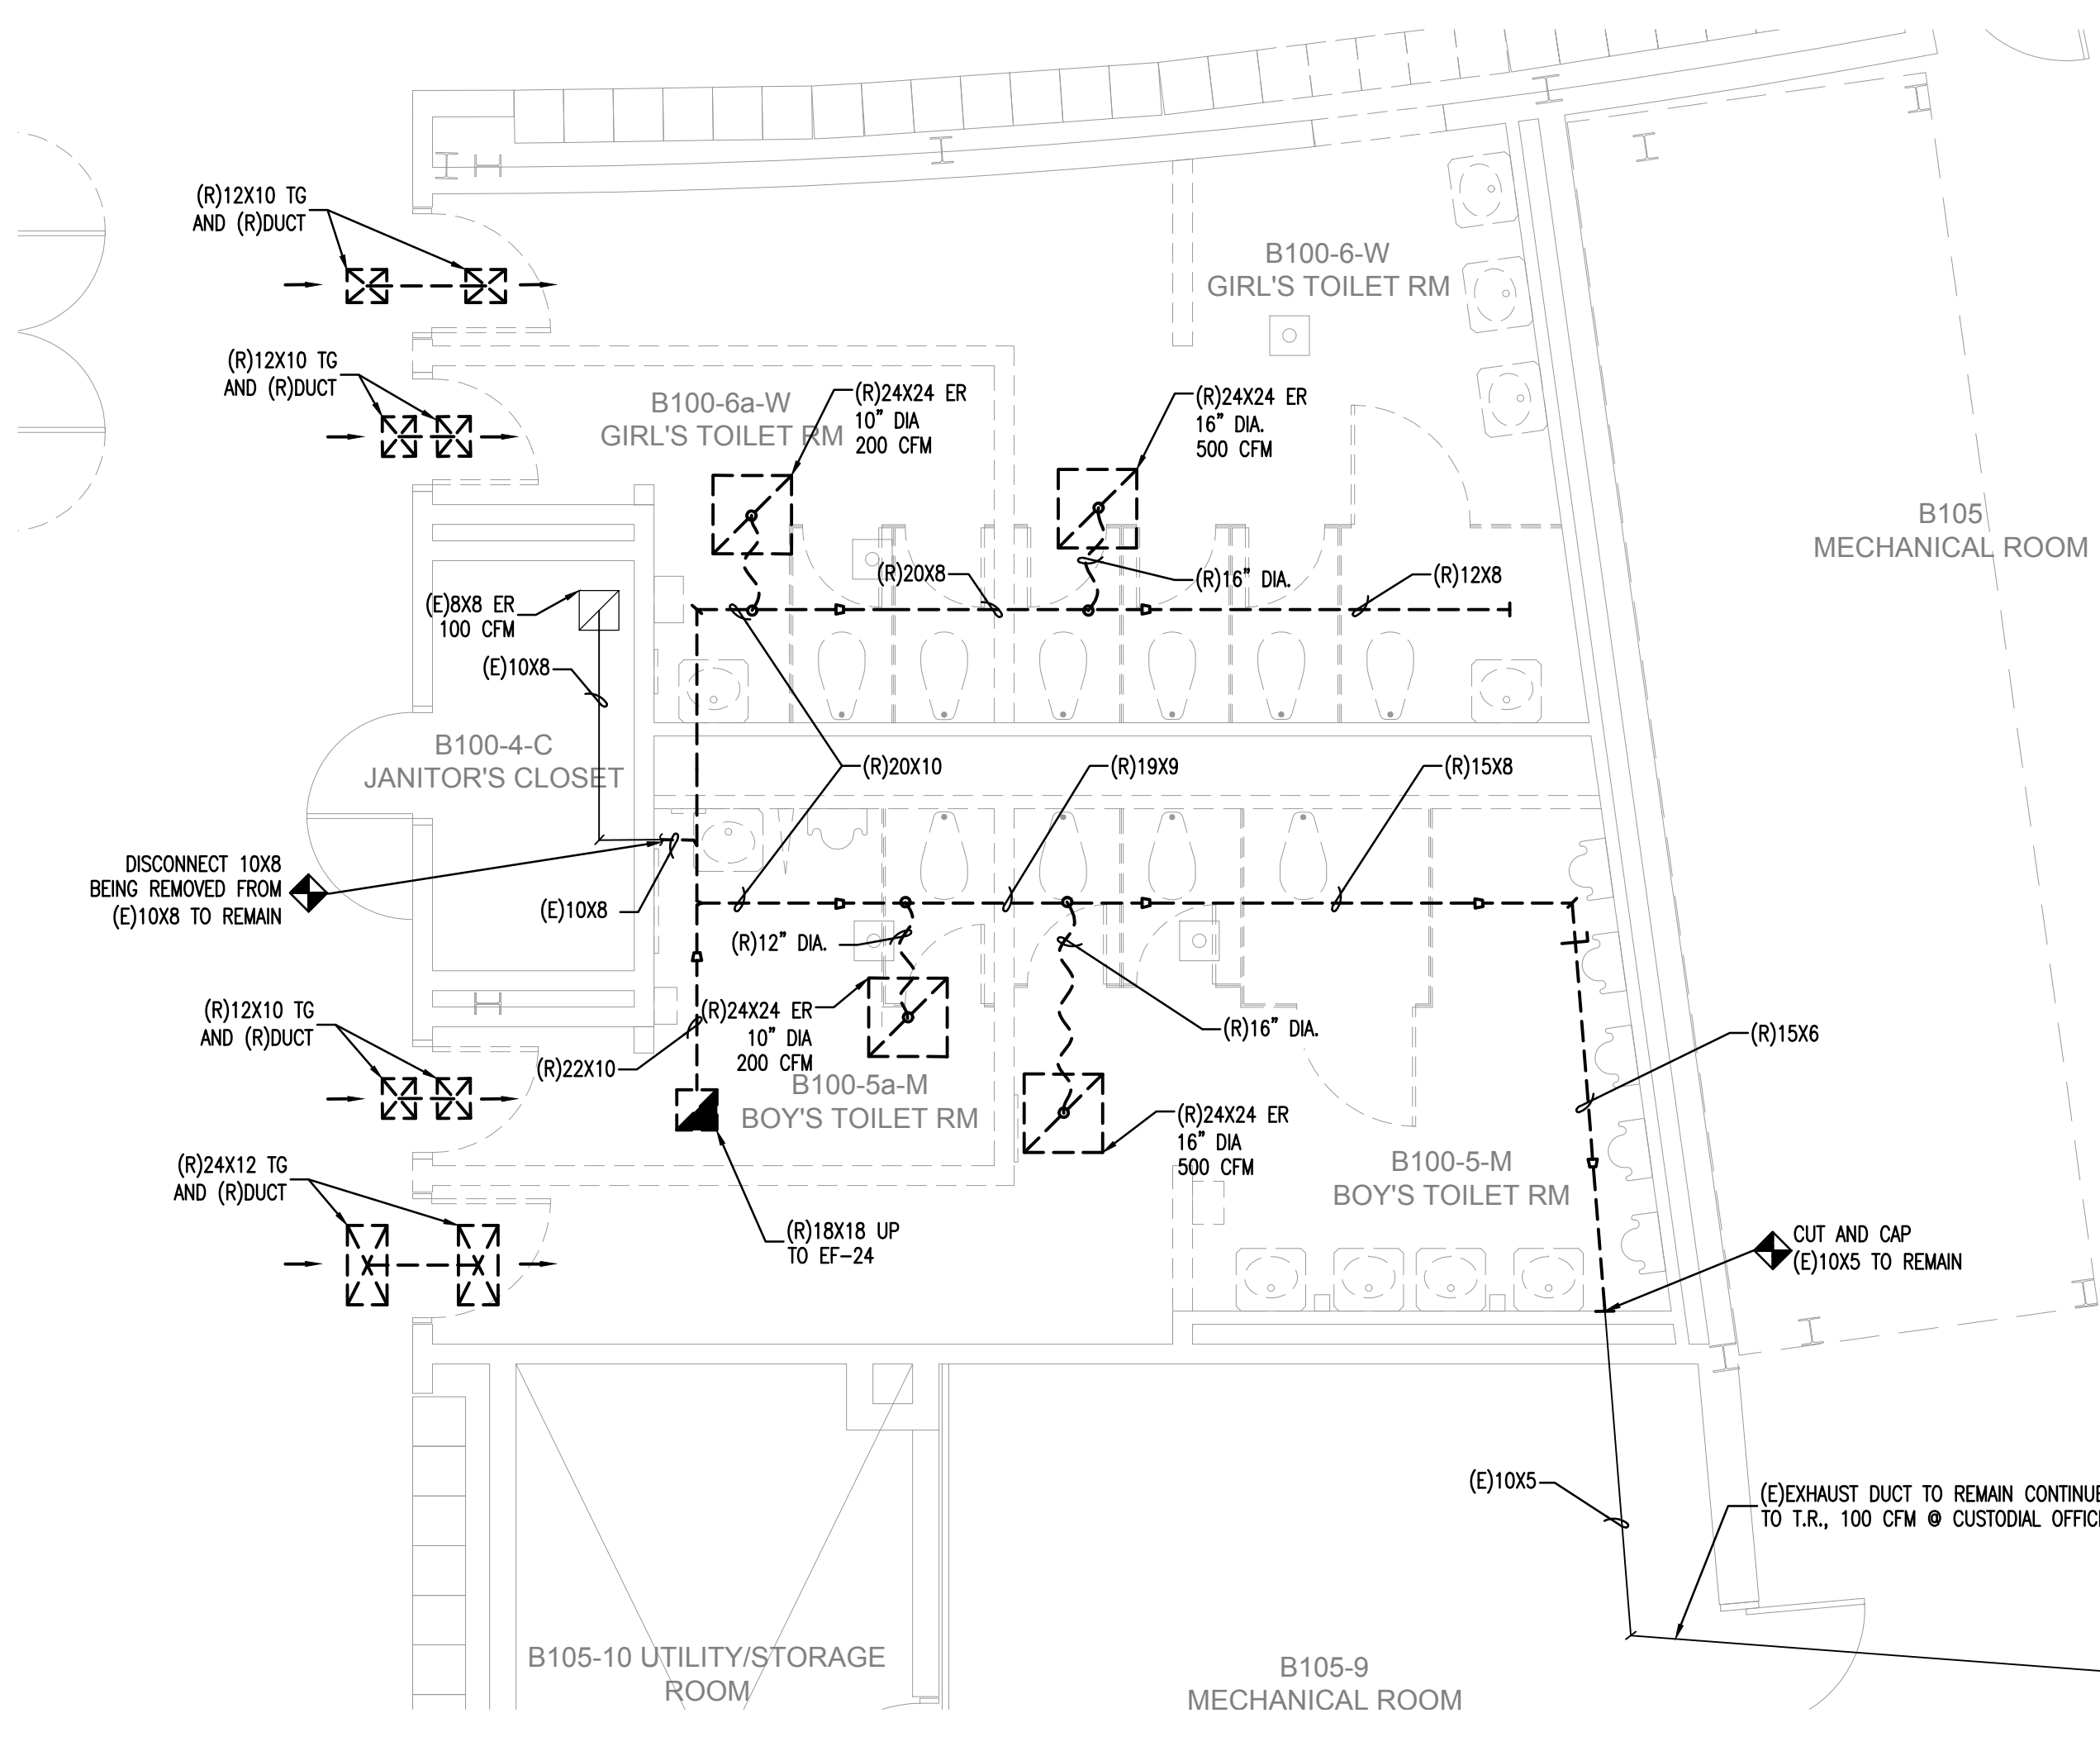 (R)12X10 TG
AND (R)DUCT
B100-6-W
GIRL'S TOILET RM
(R)12X10 TG
AND (R)DUCT
B100-6a-W
GIRL'S TOILET RM
(R)24X24 ER
10" DIA
200 CFM
(R)24X24 ER
16" DIA.
500 CFM
B105
MECHANICAL ROOM
(R)20X8
(R)16" DIA.
(R)12X8
(E)8X8 ER
100 CFM
(E)10X8
B100-4-C
JANITOR'S CLOSET
(R)20X10
(R)19X9
(R)15X8
DISCONNECT 10X8
BEING REMOVED FROM
(E)10X8 TO REMAIN
(E)10X8
(R)12" DIA.
(R)12X10 TG
AND (R)DUCT
(R)24X24 ER
10" DIA
200 CFM
(R)16" DIA.
(R)15X6
(R)22X10
B100-5a-M
BOY'S TOILET RM
(R)24X24 ER
16" DIA
500 CFM
B100-5-M
BOY'S TOILET RM
(R)24X12 TG
AND (R)DUCT
(R)18X18 UP
TO EF-24
CUT AND CAP
(E)10X5 TO REMAIN
(E)10X5
(E)EXHAUST DUCT TO REMAIN
TO T.R., 100 CFM @ CUSTODIAL
B105-10 UTILITY/STORAGE
ROOM
B105-9
MECHANICAL ROOM